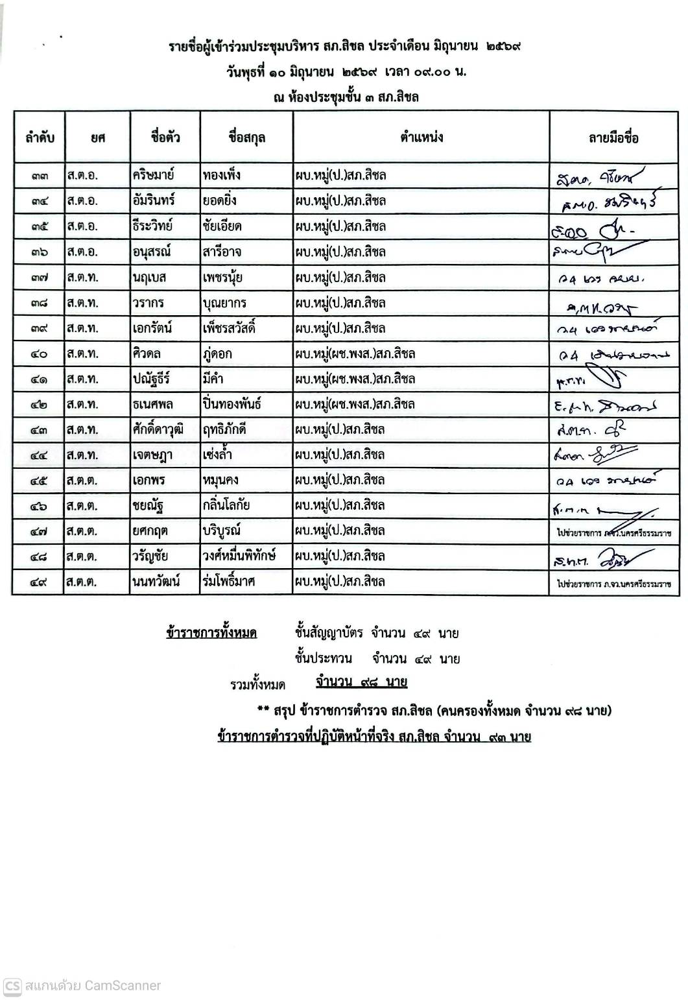 รายชื่อผู้เข้าร่วมประชุมบริหาร สภ.สิชล ประจำเดือน มิถุนายน ๒๕๖๙
วันพุธที่ ๑๐ มิถุนายน ๒๕๖๙ เวลา ๐๙.๐๐ น.
ณ ห้องประชุมชั้น ๓ สภ.สิชล
ลำดับ ยศ ชื่อตัว ชื่อสกุล ตำแหน่ง ลายมือชื่อ
๓๓ ส.ต.อ. คริษมาย์ ทองเพ็ง ผบ.หมู่(ป.)สภ.สิชล
๓๔ ส.ต.อ. อัมรินทร์ ยอดยิ่ง ผบ.หมู่(ป.)สภ.สิชล
๓๕ ส.ต.อ. ธีระวิทย์ ชัยเอียด ผบ.หมู่(ป.)สภ.สิชล
๓๖ ส.ต.อ. อนุสรณ์ สารีอาจ ผบ.หมู่(ป.)สภ.สิชล
๓๗ ส.ต.ท. นฤเบส เพชรนุ้ย ผบ.หมู่(ป.)สภ.สิชล
๓๘ ส.ต.ท. วรากร บุณยากร ผบ.หมู่(ป.)สภ.สิชล
๓๙ ส.ต.ท. เอกรัตน์ เพ็ชรสวัสดิ์ ผบ.หมู่(ป.)สภ.สิชล
๔๐ ส.ต.ท. ศิวดล ภู่ดอก ผบ.หมู่(ผช.พงส.)สภ.สิชล
๔๑ ส.ต.ท. ปณัฐธีร์ มีคำ ผบ.หมู่(ผช.พงส.)สภ.สิชล
๔๒ ส.ต.ท. ธเนศพล ปิ่นทองพันธ์ ผบ.หมู่(ผช.พงส.)สภ.สิชล
๔๓ ส.ต.ท. ศักดิ์ดาวุฒิ ฤทธิภักดี ผบ.หมู่(ป.)สภ.สิชล ส.ต.ท.
๔๔ ส.ต.ท. เจตษฎา เซ่งล้ำ ผบ.หมู่(ป.)สภ.สิชล
๔๕ ส.ต.ต. เอกพร หมุนคง ผบ.หมู่(ป.)สภ.สิชล
๔๖ ส.ต.ต. ชยณัฐ กลิ่นโลกัย ผบ.หมู่(ป.)สภ.สิชล ส.ต.ต.
๔๗ ส.ต.ต. ยศกฤต บริบูรณ์ ผบ.หมู่(ป.)สภ.สิชล ไปช่วยราชการ ภ.จว.นครศรีธรรมราช
๔๘ ส.ต.ต. วรัญชัย วงศ์หมื่นพิทักษ์ ผบ.หมู่(ป.)สภ.สิชล ส.ต.ต.
๔๙ ส.ต.ต. นนทวัฒน์ ร่มโพธิ์มาศ ผบ.หมู่(ป.)สภ.สิชล ไปช่วยราชการ ภ.จว.นครศรีธรรมราช
ข้าราชการทั้งหมด ชั้นสัญญาบัตร จำนวน ๔๙ นาย
ชั้นประทวน จำนวน ๔๙ นาย
รวมทั้งหมด จำนวน ๙๘ นาย
** สรุป ข้าราชการตำรวจ สภ.สิชล (คนครองทั้งหมด จำนวน ๙๘ นาย)
ข้าราชการตำรวจที่ปฏิบัติหน้าที่จริง สภ.สิชล จำนวน ๙๓ นาย
CS สแกนด้วย CamScanner